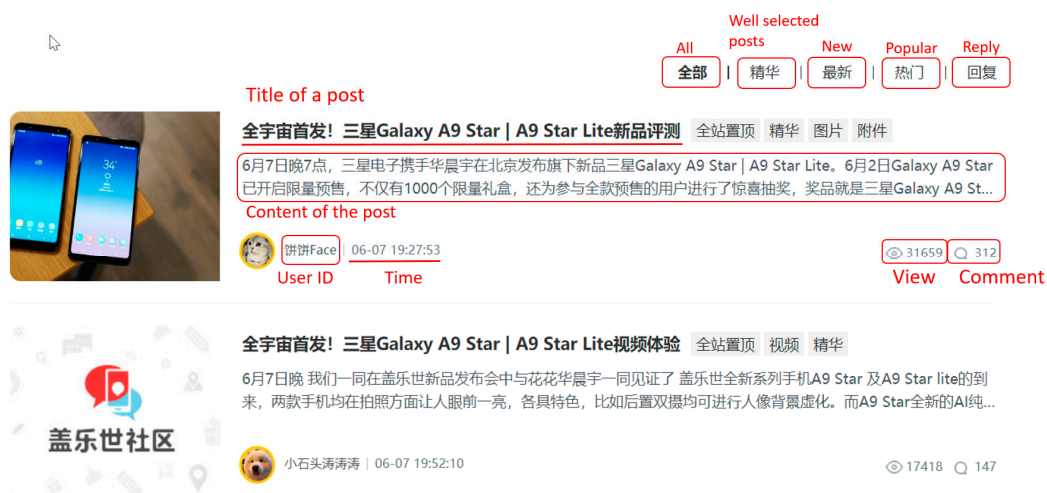 Well selected
posts
All
New
Popular
Reply
全部 | 精华 | 最新 | 热门 | 回复
Title of a post
全宇宙首发！三星Galaxy A9 Star | A9 Star Lite新品评测 全站置顶 精华 图片 附件
6月7日晚7点，三星电子携手华晨宇在北京发布旗下新品三星Galaxy A9 Star | A9 Star Lite。6月2日Galaxy A9 Star
已开启限量预售，不仅有1000个限量礼盒，还为参与全款预售的用户进行了惊喜抽奖，奖品就是三星Galaxy A9 St...
Content of the post
饼饼Face | 06-07 19:27:53
31659 312
User ID
Time
View
Comment
全宇宙首发！三星Galaxy A9 Star | A9 Star Lite视频体验 全站置顶 视频 精华
6月7日晚 我们一同在盖乐世新品发布会中与花花华晨宇一同见证了 盖乐世全新系列手机A9 Star 及A9 Star lite的到
来，两款手机均在拍照方面让人眼前一亮，各具特色，比如后置双摄均可进行人像背景虚化。而A9 Star全新的AI纯...
盖乐世社区
小石头涛涛涛 | 06-07 19:52:10
17418 147